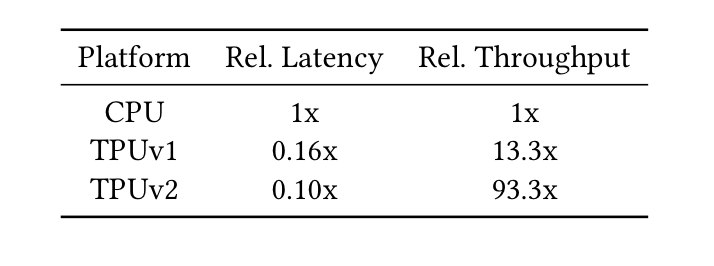 Platform Rel. Latency Rel. Throughput
CPU 1x 1x
TPUv1 0.16x 13.3x
TPUv2 0.10x 93.3x